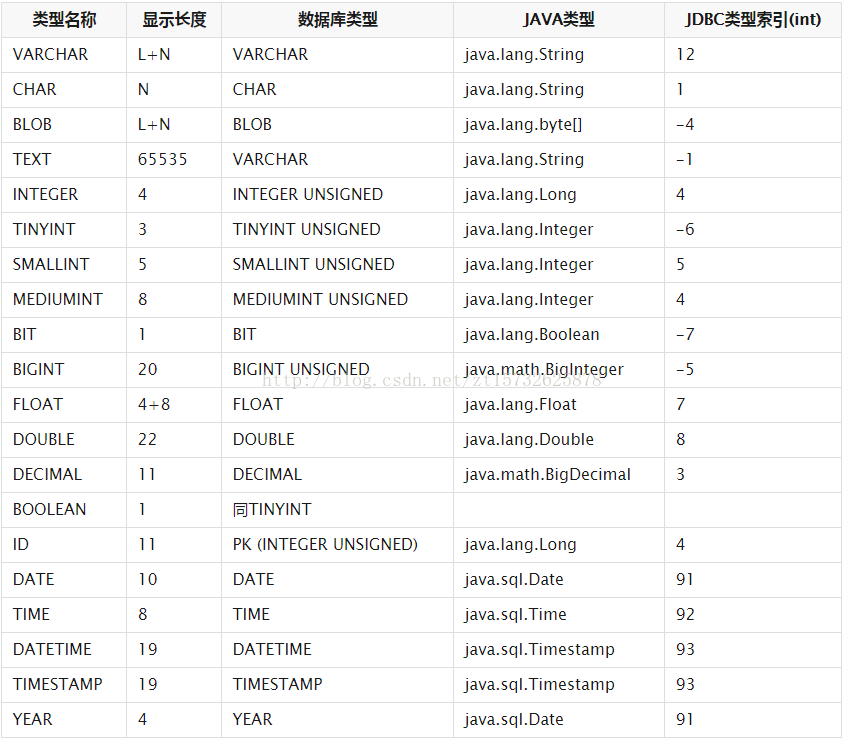 类型名称 显示长度 数据库类型 JAVA类型 JDBC类型索引(int)
VARCHAR L+N VARCHAR java.lang.String 12
CHAR N CHAR java.lang.String 1
BLOB L+N BLOB java.lang.byte[] -4
TEXT 65535 VARCHAR java.lang.String -1
INTEGER 4 INTEGER UNSIGNED java.lang.Long 4
TINYINT 3 TINYINT UNSIGNED java.lang.Integer -6
SMALLINT 5 SMALLINT UNSIGNED java.lang.Integer 5
MEDIUMINT 8 MEDIUMINT UNSIGNED java.lang.Integer 4
BIT 1 BIT java.lang.Boolean -7
BIGINT 20 BIGINT UNSIGNED java.math.BigInteger -5
http://blog.csdn.net/zt15732625878
FLOAT 4+8 FLOAT java.lang.Float 7
DOUBLE 22 DOUBLE java.lang.Double 8
DECIMAL 11 DECIMAL java.math.BigDecimal 3
BOOLEAN 1 同TINYINT
ID 11 PK (INTEGER UNSIGNED) java.lang.Long 4
DATE 10 DATE java.sql.Date 91
TIME 8 TIME java.sql.Time 92
DATETIME 19 DATETIME java.sql.Timestamp 93
TIMESTAMP 19 TIMESTAMP java.sql.Timestamp 93
YEAR 4 YEAR java.sql.Date 91